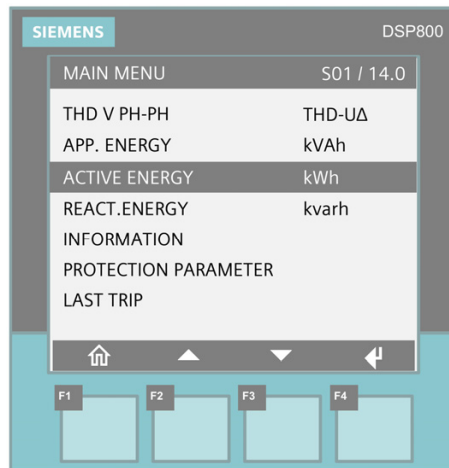 SIEMENS DSP800
MAIN MENU S01 / 14.0
THD V PH-PH THD-UΔ
APP. ENERGY kVAh
ACTIVE ENERGY kWh
REACT.ENERGY kvarh
INFORMATION
PROTECTION PARAMETER
LAST TRIP
F1 F2 F3 F4